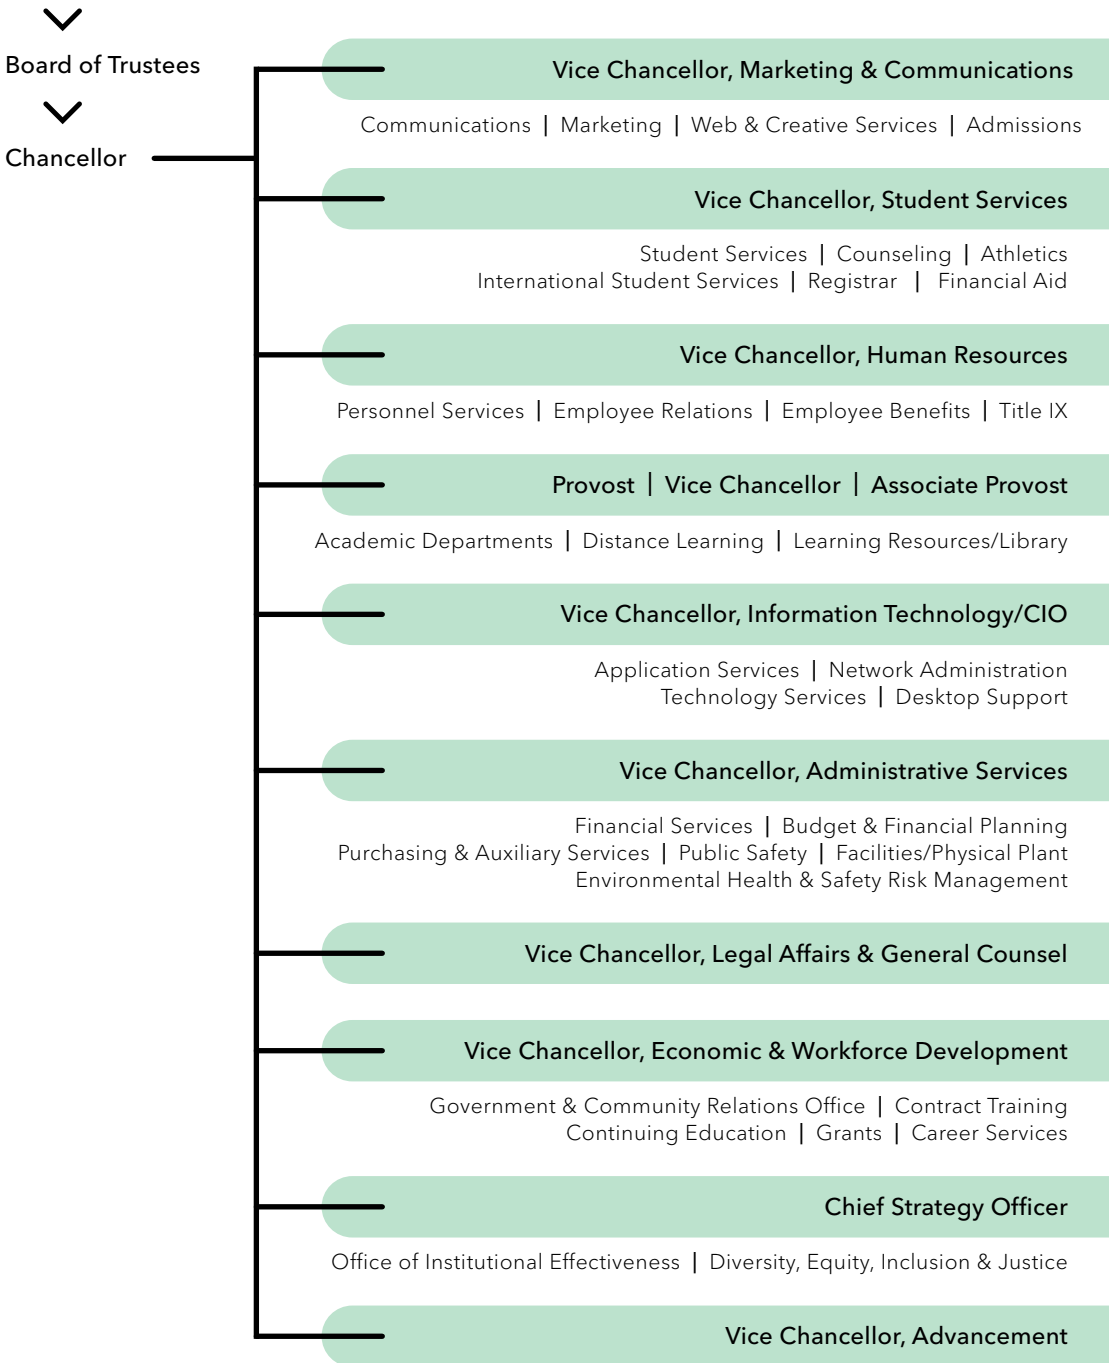 Board of Trustees
Chancellor
Vice Chancellor, Marketing & Communications
Communications | Marketing | Web & Creative Services | Admissions
Vice Chancellor, Student Services
Student Services | Counseling | Athletics
International Student Services | Registrar | Financial Aid
Vice Chancellor, Human Resources
Personnel Services | Employee Relations | Employee Benefits | Title IX
Provost | Vice Chancellor | Associate Provost
Academic Departments | Distance Learning | Learning Resources/Library
Vice Chancellor, Information Technology/CIO
Application Services | Network Administration
Technology Services | Desktop Support
Vice Chancellor, Administrative Services
Financial Services | Budget & Financial Planning
Purchasing & Auxiliary Services | Public Safety | Facilities/Physical Plant
Environmental Health & Safety Risk Management
Vice Chancellor, Legal Affairs & General Counsel
Vice Chancellor, Economic & Workforce Development
Government & Community Relations Office | Contract Training
Continuing Education | Grants | Career Services
Chief Strategy Officer
Office of Institutional Effectiveness | Diversity, Equity, Inclusion & Justice
Vice Chancellor, Advancement